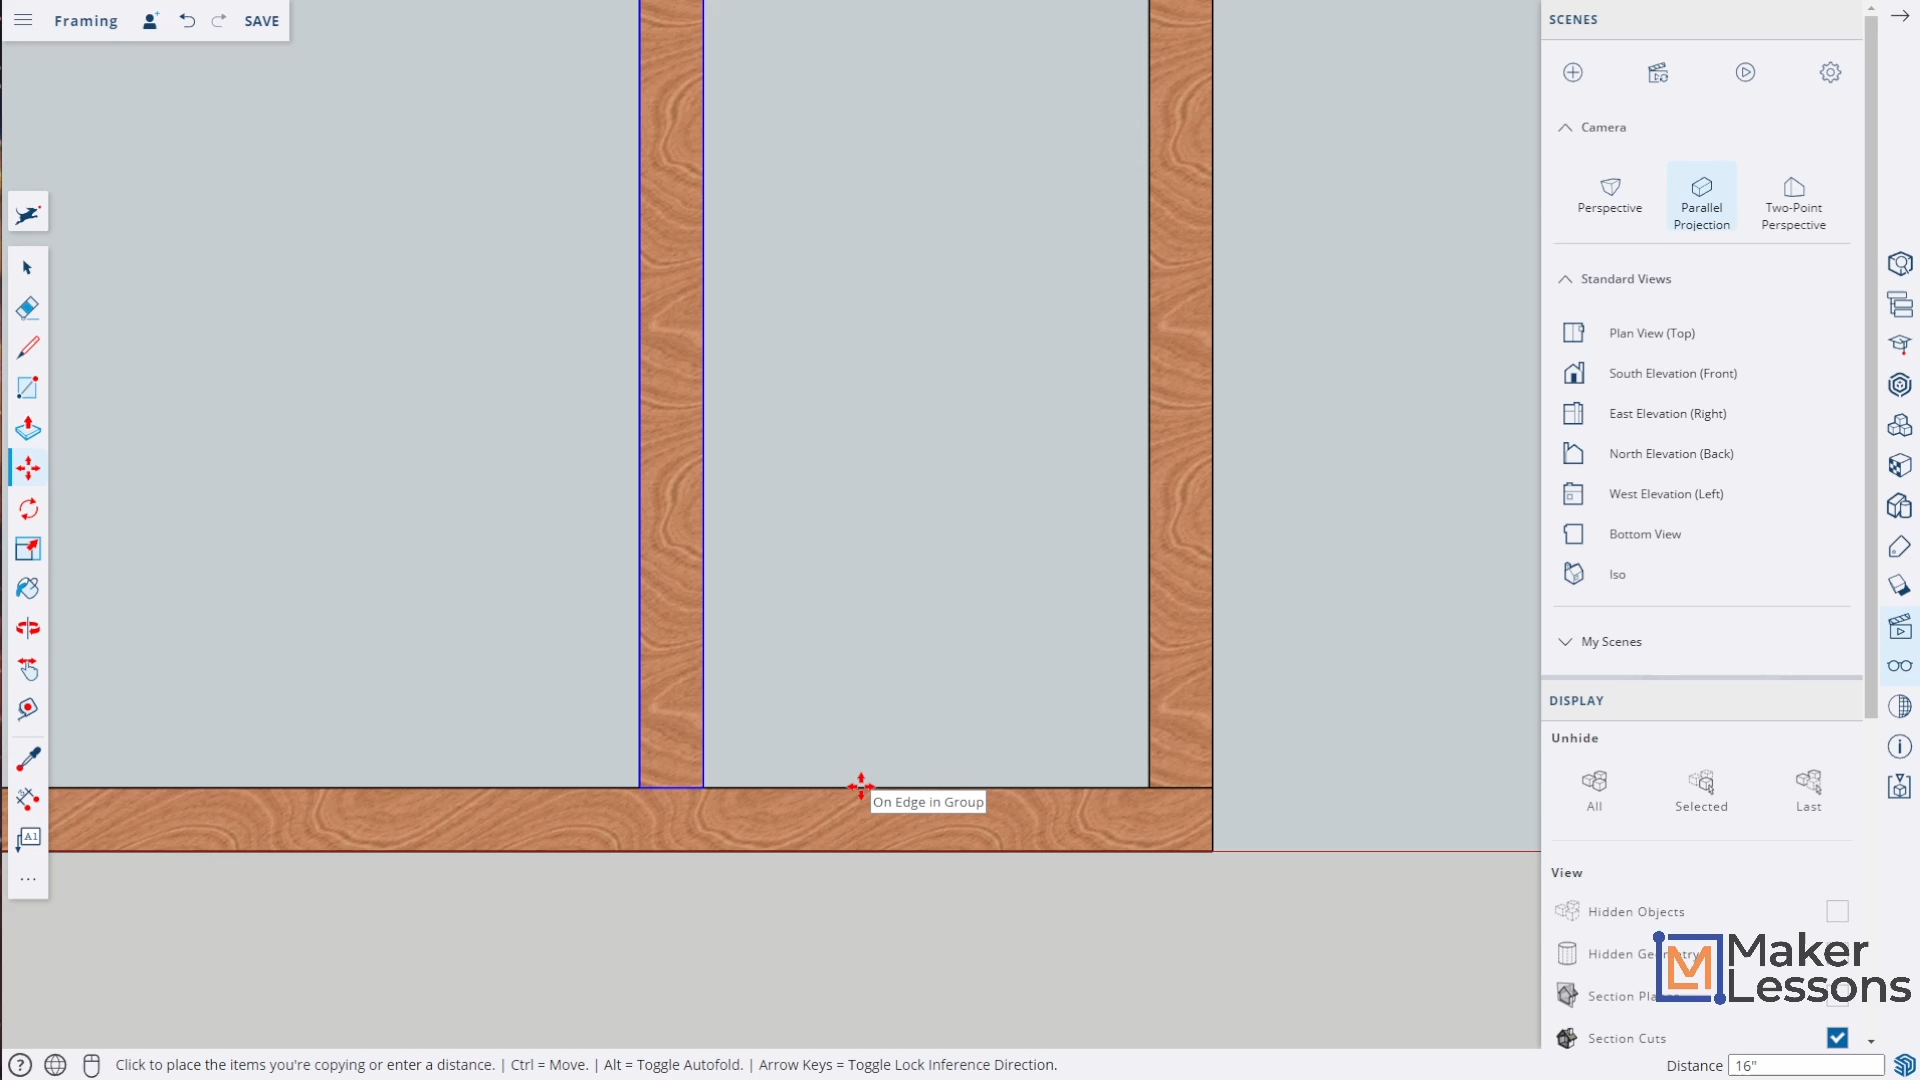 Framing SAVE
SCENES
Camera
Perspective
Parallel
Projection
Two-Point
Perspective
Standard Views
Plan View (Top)
South Elevation (Front)
East Elevation (Right)
North Elevation (Back)
West Elevation (Left)
Bottom View
Iso
My Scenes
DISPLAY
Unhide
All Selected Last
View
Hidden Objects
Hidden
Section
Section Cuts
On Edge in Group
A1
Maker
Lessons
Click to place the items you're copying or enter a distance. | Ctrl = Move. | Alt = Toggle Autofold. | Arrow Keys = Toggle Lock Inference Direction.
Distance 16"